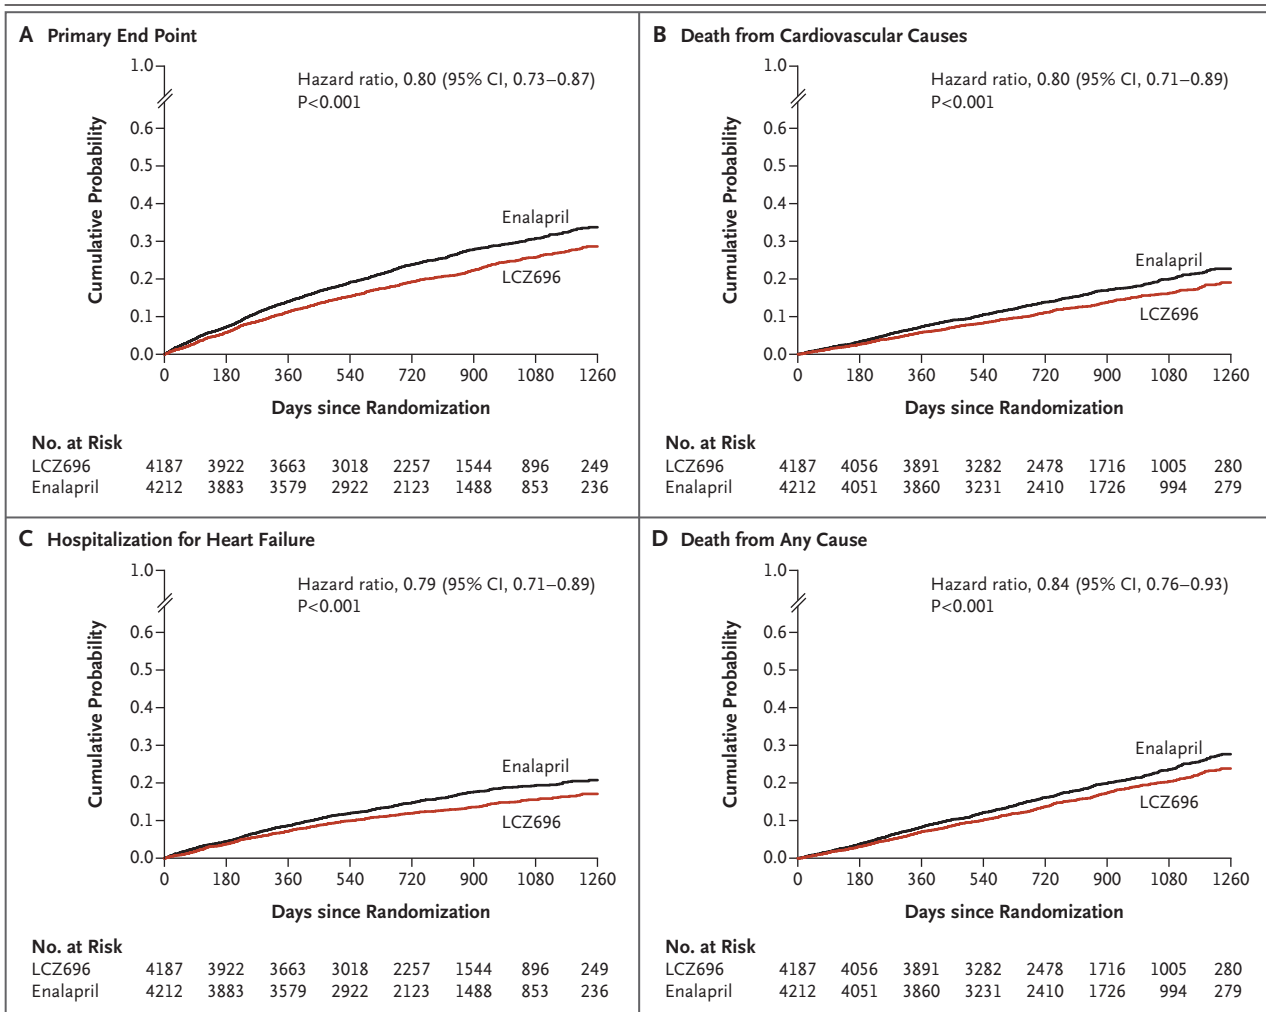 A Primary End Point
Hazard ratio, 0.80 (95% CI, 0.73–0.87)
P<0.001
Cumulative Probability
1.0
0.6
0.5
0.4
0.3
0.2
0.1
0.0
Enalapril
LCZ696
0 180 360 540 720 900 1080 1260
Days since Randomization
No. at Risk
LCZ696 4187 3922 3663 3018 2257 1544 896 249
Enalapril 4212 3883 3579 2922 2123 1488 853 236
B Death from Cardiovascular Causes
Hazard ratio, 0.80 (95% CI, 0.71–0.89)
P<0.001
Cumulative Probability
1.0
0.6
0.5
0.4
0.3
0.2
0.1
0.0
Enalapril
LCZ696
0 180 360 540 720 900 1080 1260
Days since Randomization
No. at Risk
LCZ696 4187 4056 3891 3282 2478 1716 1005 280
Enalapril 4212 4051 3860 3231 2410 1726 994 279
C Hospitalization for Heart Failure
Hazard ratio, 0.79 (95% CI, 0.71–0.89)
P<0.001
Cumulative Probability
1.0
0.6
0.5
0.4
0.3
0.2
0.1
0.0
Enalapril
LCZ696
0 180 360 540 720 900 1080 1260
Days since Randomization
No. at Risk
LCZ696 4187 3922 3663 3018 2257 1544 896 249
Enalapril 4212 3883 3579 2922 2123 1488 853 236
D Death from Any Cause
Hazard ratio, 0.84 (95% CI, 0.76–0.93)
P<0.001
Cumulative Probability
1.0
0.6
0.5
0.4
0.3
0.2
0.1
0.0
Enalapril
LCZ696
0 180 360 540 720 900 1080 1260
Days since Randomization
No. at Risk
LCZ696 4187 4056 3891 3282 2478 1716 1005 280
Enalapril 4212 4051 3860 3231 2410 1726 994 279